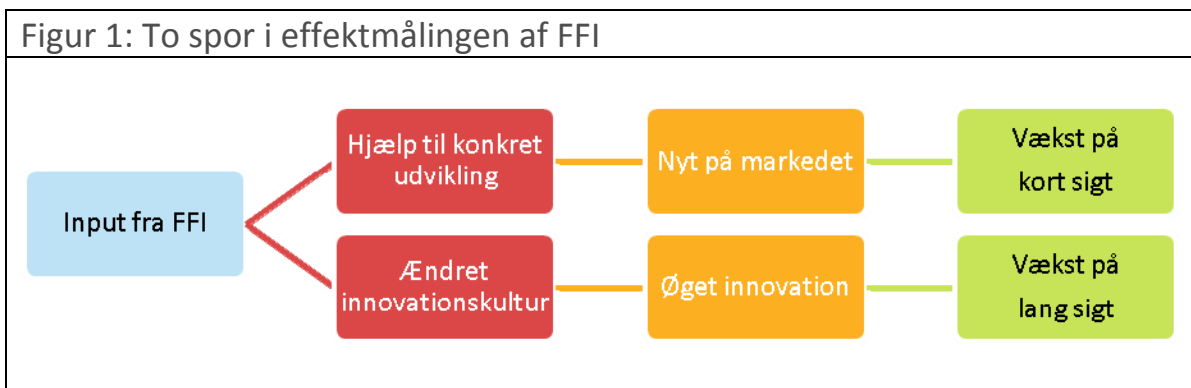 Figur 1: To spor i effektmålingen af FFI
Input fra FFI
Hjælp til konkret
udvikling
Nyt på markedet
Vækst på
kort sigt
Ændret
innovationskultur
Øget innovation
Vækst på
lang sigt